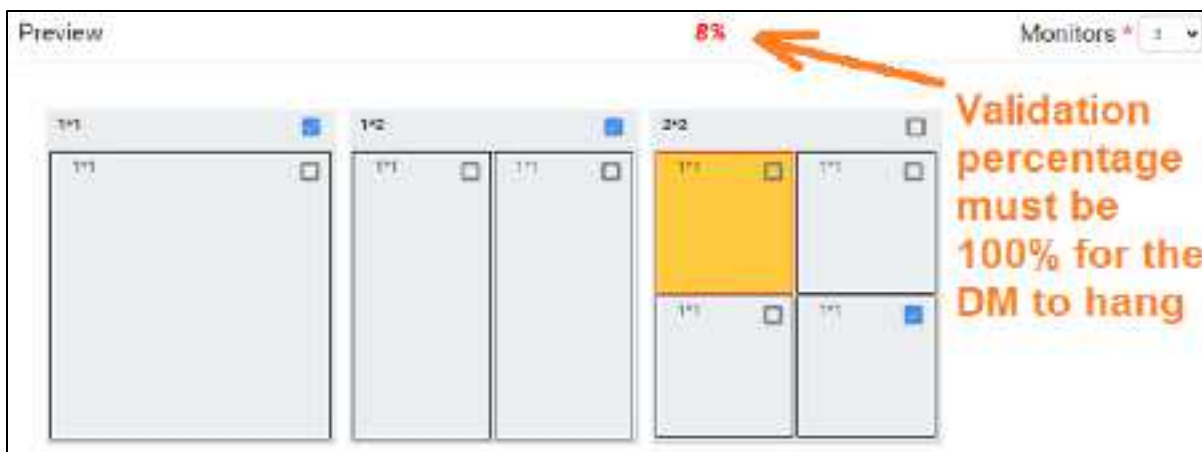 Preview
8%
Monitors *
Validation
percentage
must be
100% for the
DM to hang
1*1
1*2
2*2
1*1
1*1
1*1
1*1
1*1
1*1
1*1